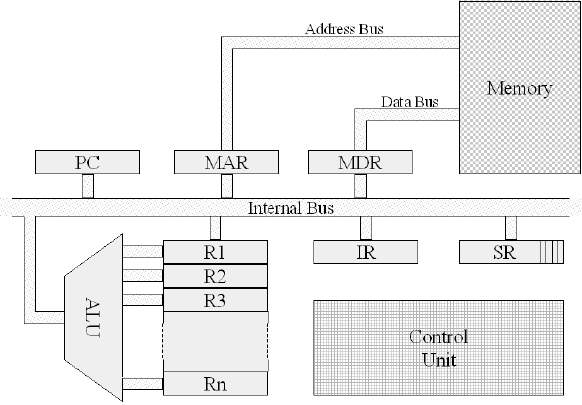 Address Bus
Memory
Data Bus
PC
MAR
MDR
Internal Bus
R1
IR
SR
R2
R3
ALU
Control
Unit
Rn